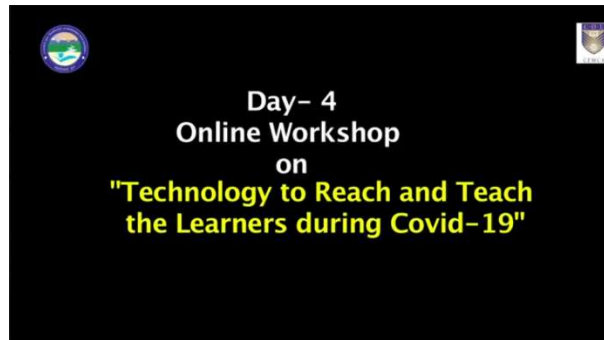 Day- 4
Online Workshop
on
"Technology to Reach and Teach
the Learners during Covid-19"